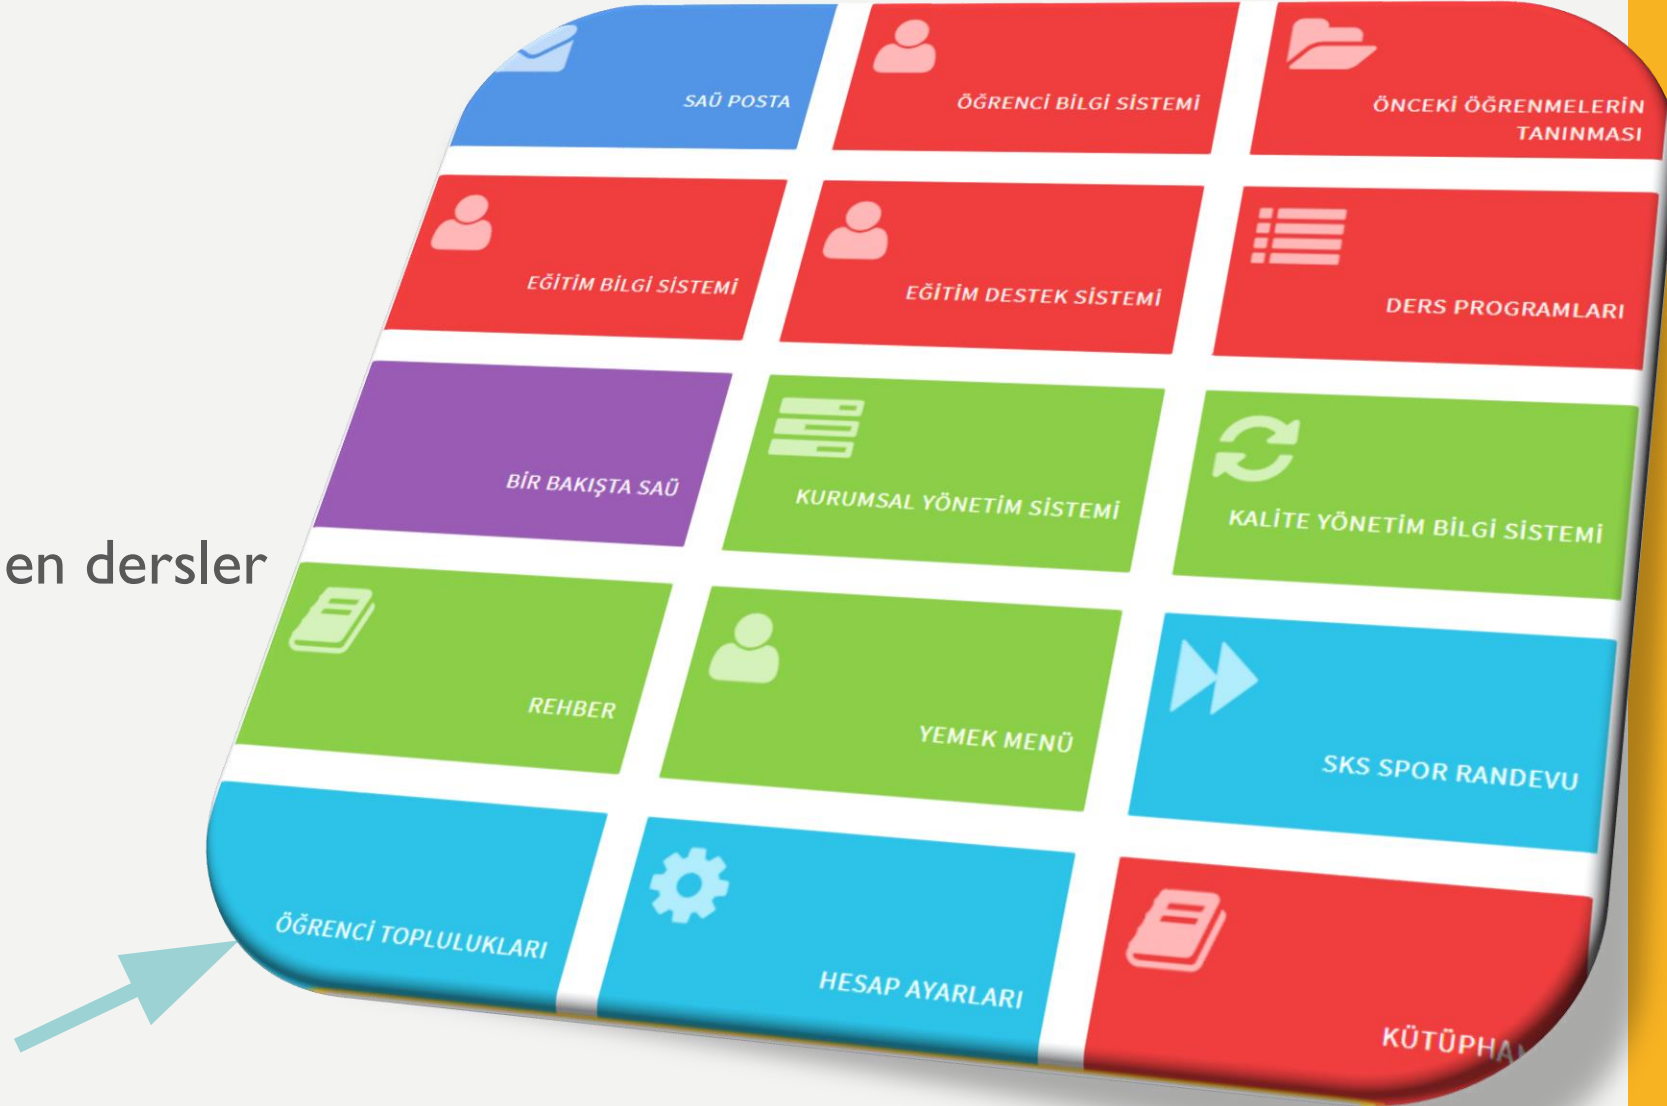 SAÜ POSTA
ÖĞRENCİ BİLGİ SİSTEMİ
ÖNCEKİ ÖĞRENMELERİN
TANINMASI
EĞİTİM BİLGİ SİSTEMİ
EĞİTİM DESTEK SİSTEMİ
DERS PROGRAMLARI
BİR BAKIŞTA SAÜ
KURUMSAL YÖNETİM SİSTEMİ
KALİTE YÖNETİM BİLGİ SİSTEMİ
en dersler
REHBER
YEMEK MENÜ
SKS SPOR RANDEVU
ÖĞRENCİ TOPLULUKLARI
HESAP AYARLARI